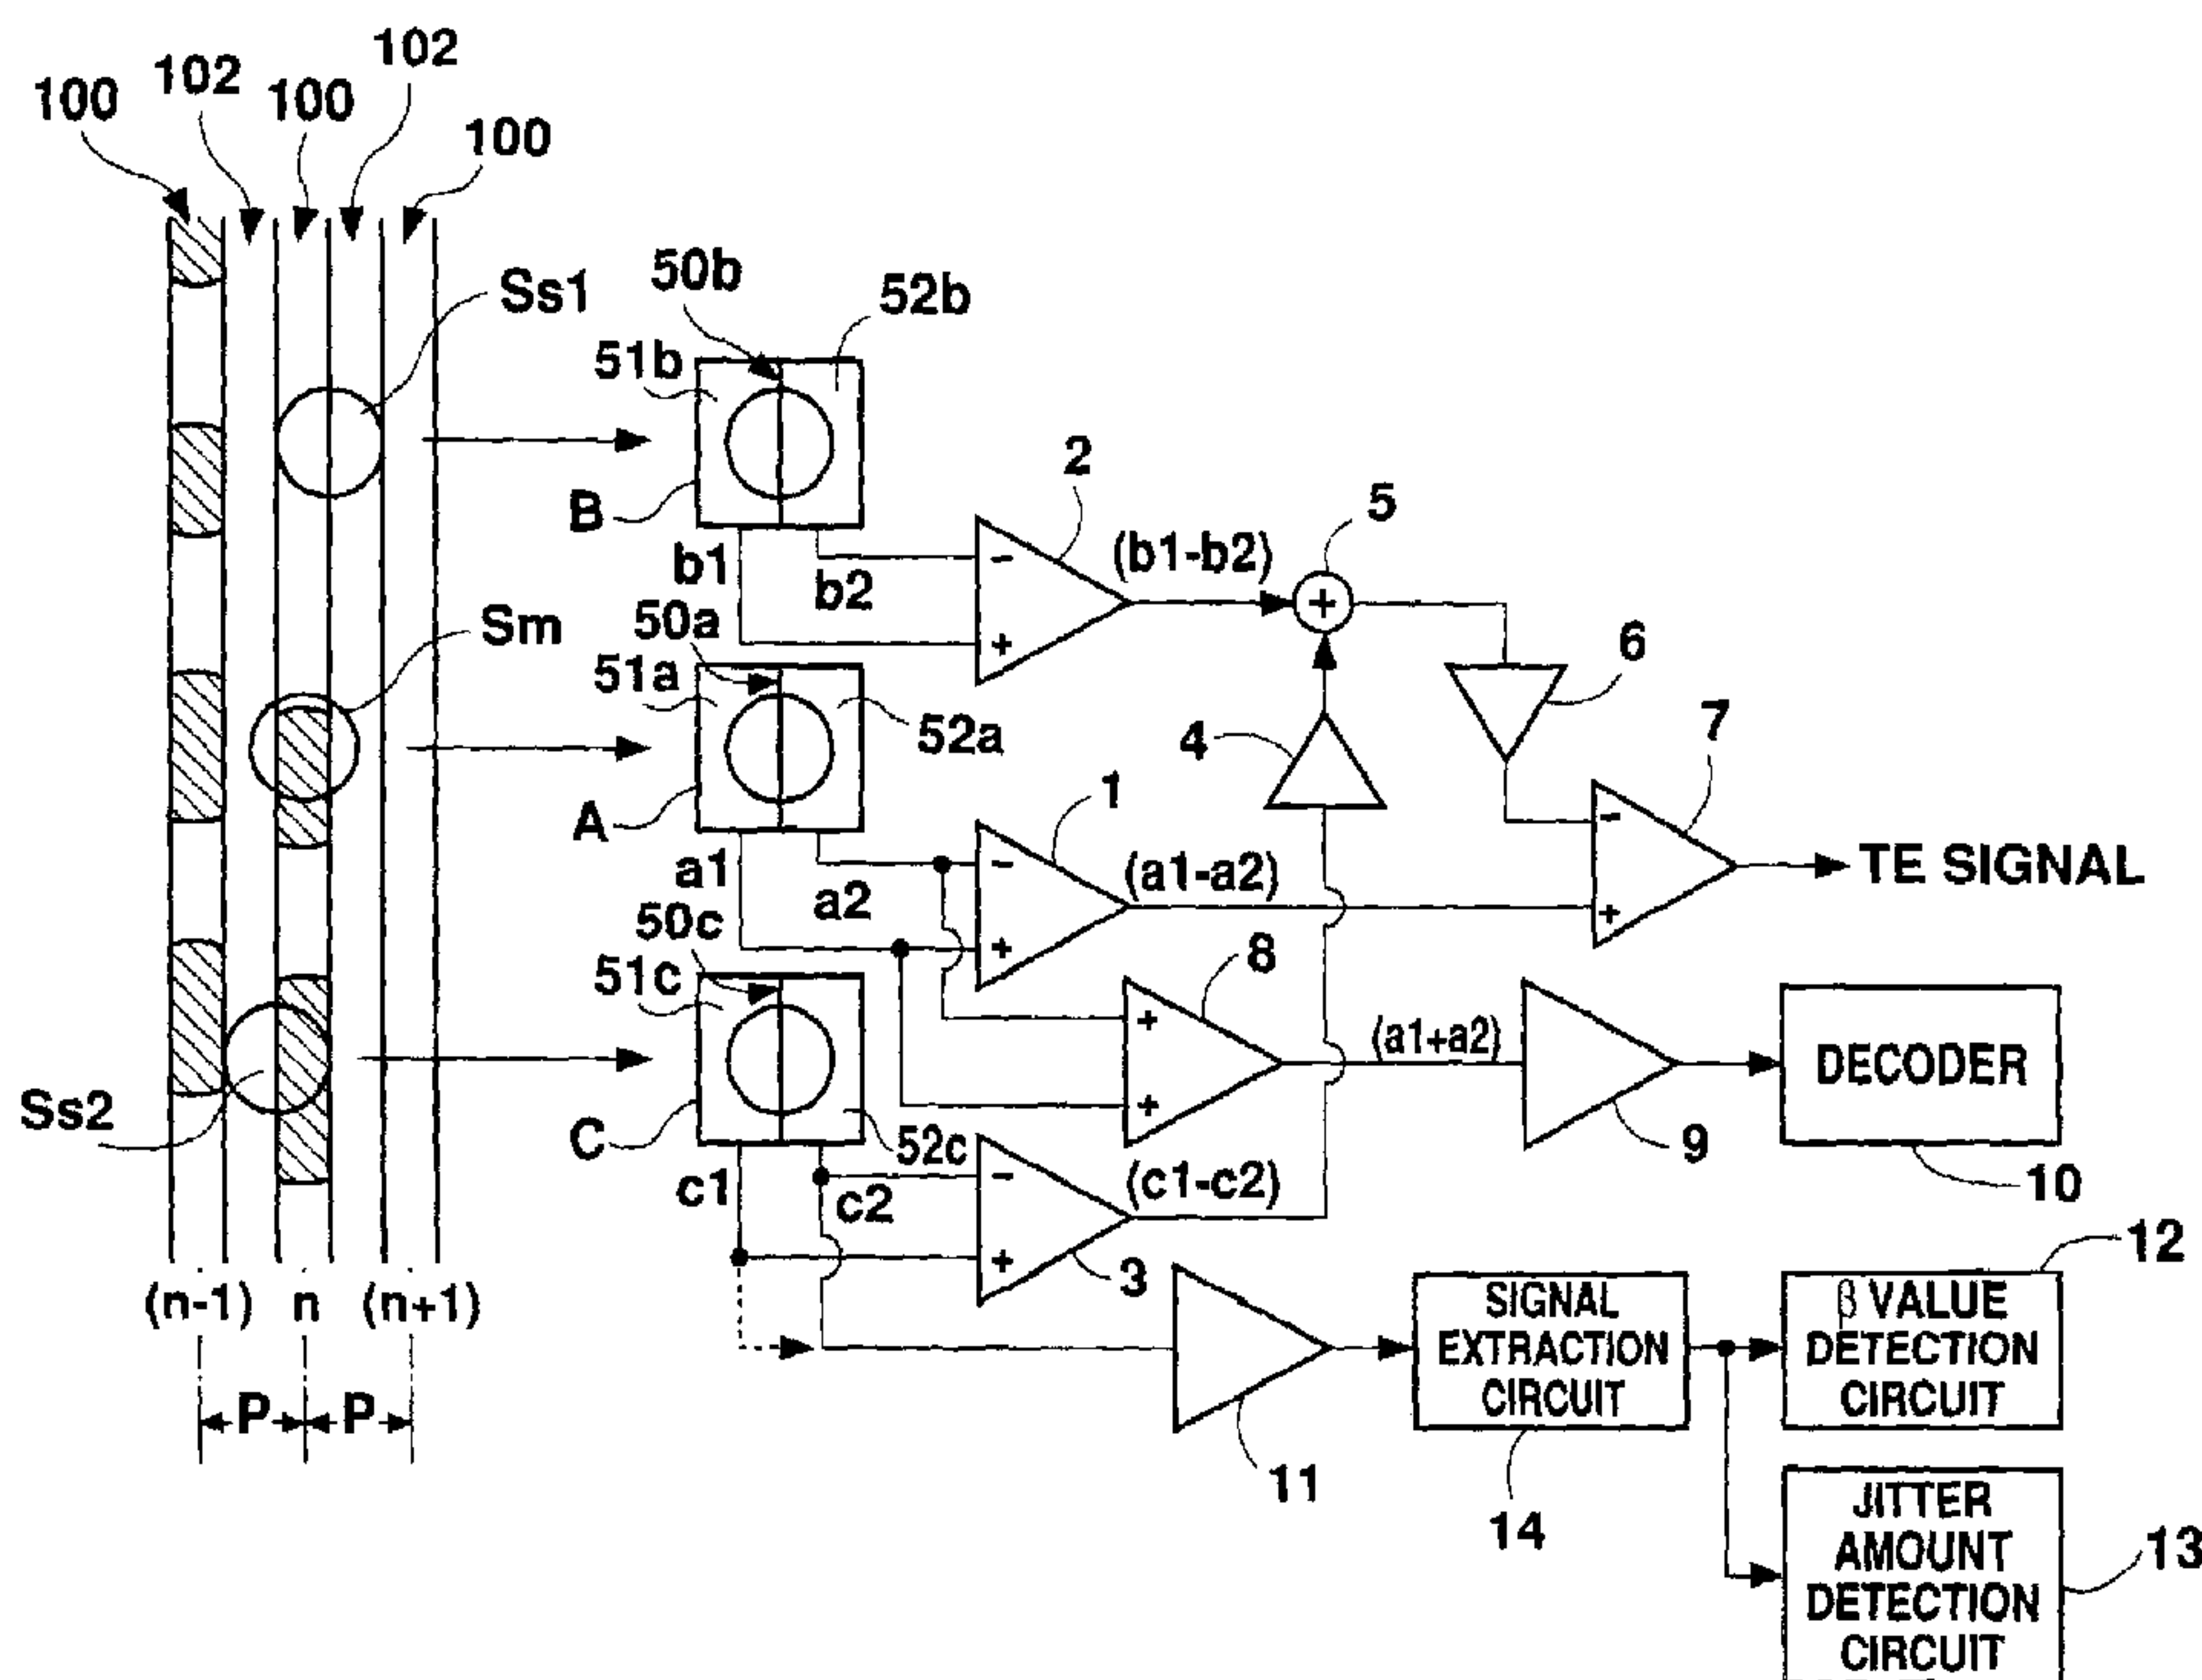 102
102
100
100
100
Ss1
50b
52b
51b
B
2
b1
b2
(b1-b2)
5
Sm
50a
51a
52a
6
4
7
A
1
a1
a2
(a1-a2)
TE SIGNAL
50c
51c
8
(a1+a2)
DECODER
Ss2
C
52c
9
10
c1
c2
(c1-c2)
3
12
(n-1) n (n+1)
SIGNAL
EXTRACTION
CIRCUIT
β VALUE
DETECTION
CIRCUIT
P P
11
14
JITTER
AMOUNT
DETECTION
CIRCUIT
13
- + - + + + - + - +
+